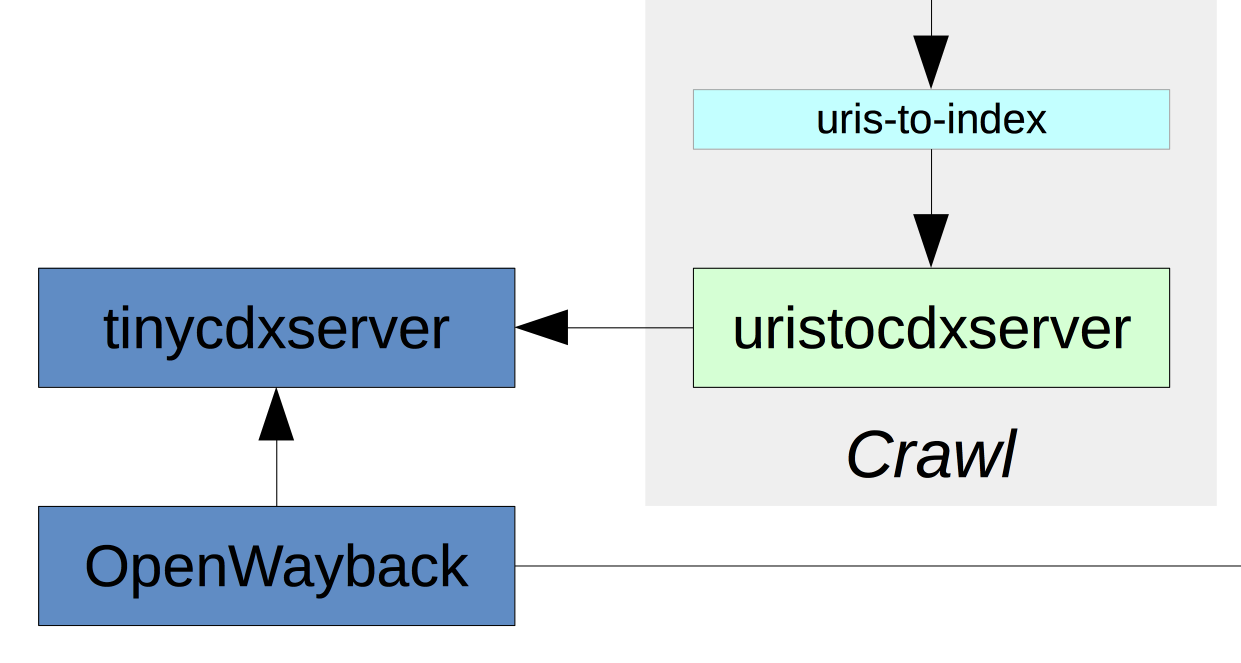 uris-to-index
tinycdxserver
uristocdxserver
Crawl
OpenWayback